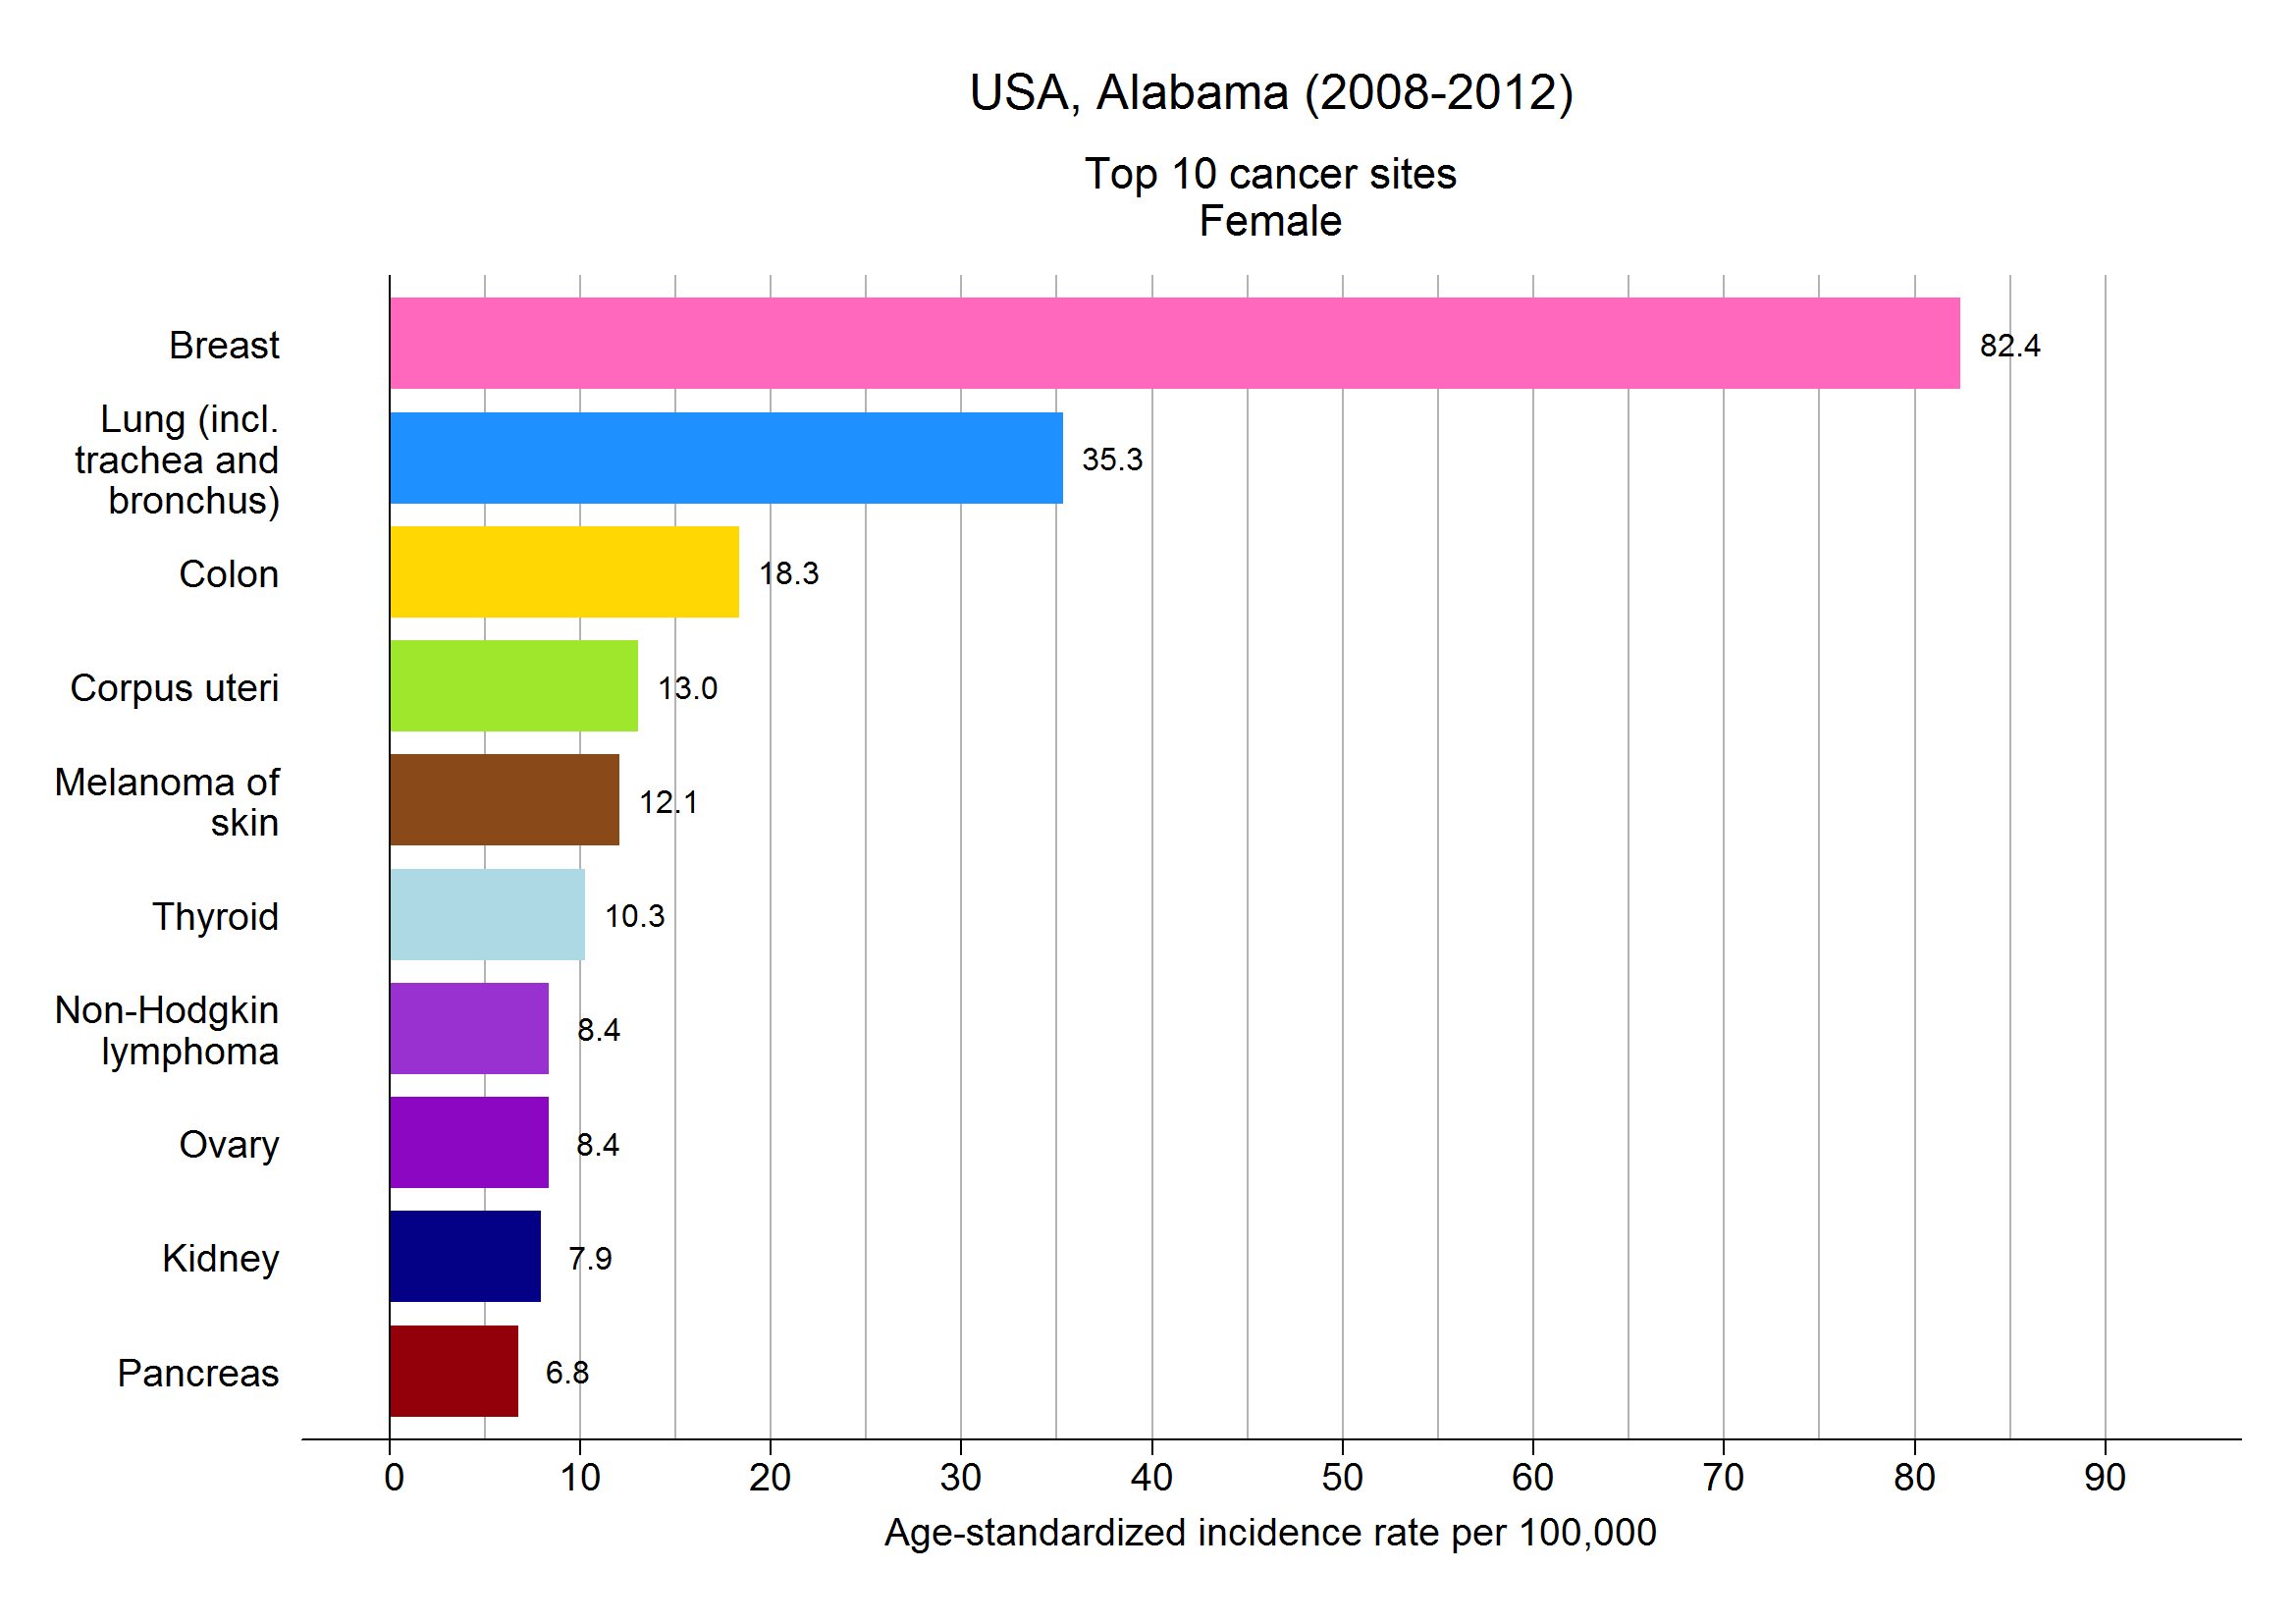 USA, Alabama (2008-2012)
Top 10 cancer sites
Female
Breast
82.4
Lung (incl.
trachea and
bronchus)
35.3
Colon
18.3
Corpus uteri
13.0
Melanoma of
skin
12.1
Thyroid
10.3
Non-Hodgkin
lymphoma
8.4
Ovary
8.4
Kidney
7.9
Pancreas
6.8
0 10 20 30 40 50 60 70 80 90
Age-standardized incidence rate per 100,000